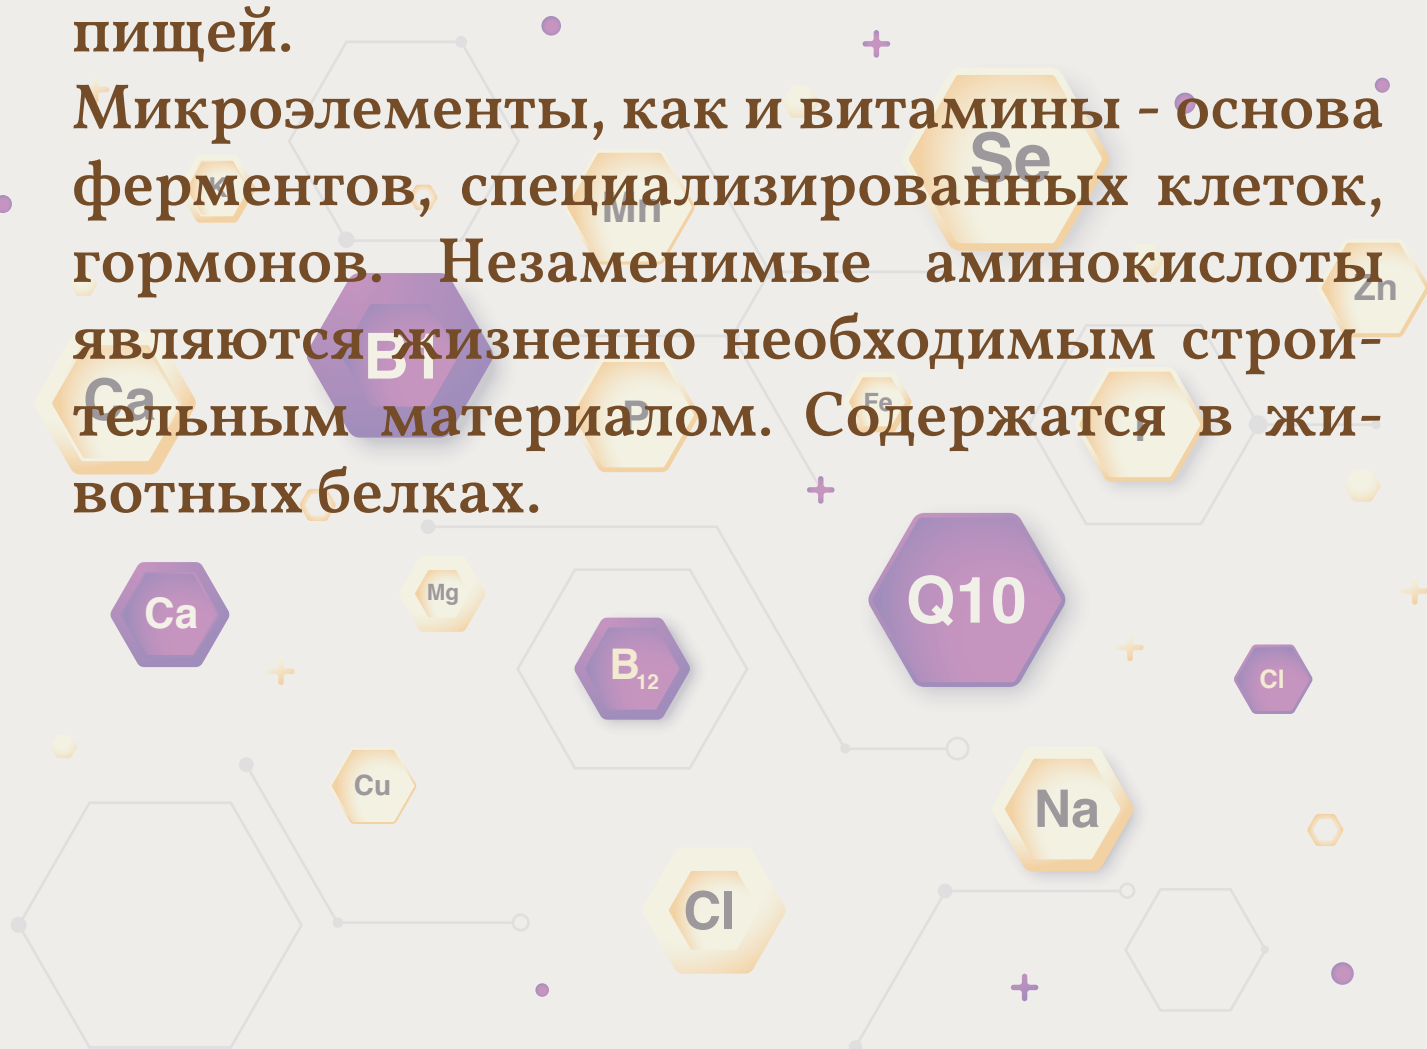 пищей.
Микроэлементы, как и витамины - основа
ферментов, специализированных клеток,
гормонов. Незаменимые аминокислоты
являются жизненно необходимым строи-
тельным материалом. Содержатся в жи-
вотных белках.
Se
K
Mn
Zn
B1
Ca
P
Fe
Ca
Mg
Q10
B12
Cl
Cu
Na
Cl